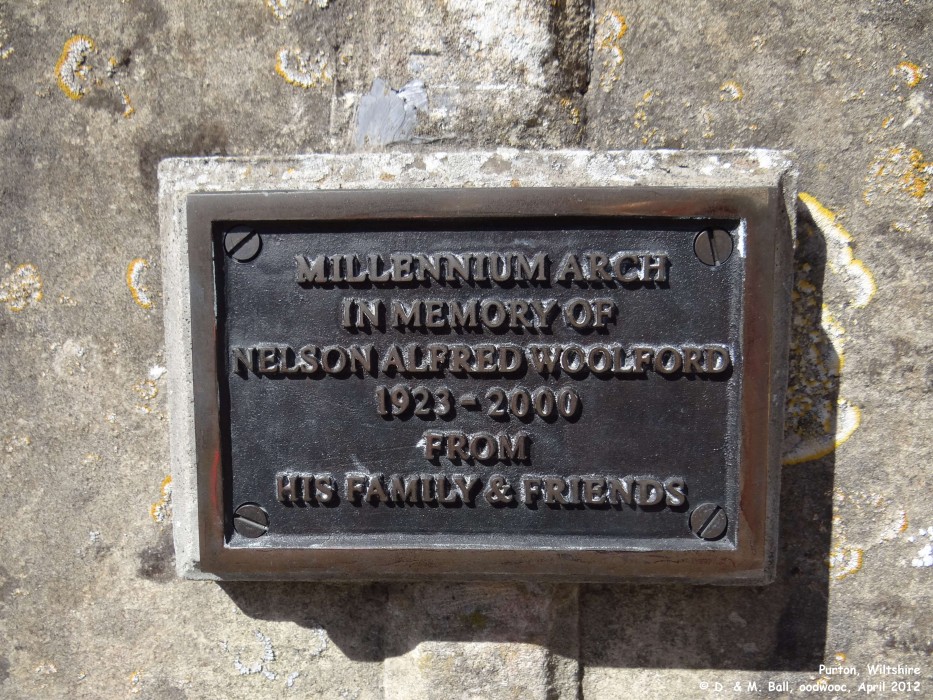 MILLENNIUM ARCH
IN MEMORY OF
NELSON ALFRED WOOLFORD
1923-2000
FROM
HIS FAMILY & FRIENDS
Purton, Wiltshire
© D. & M. Ball, oodwooc, April 2012